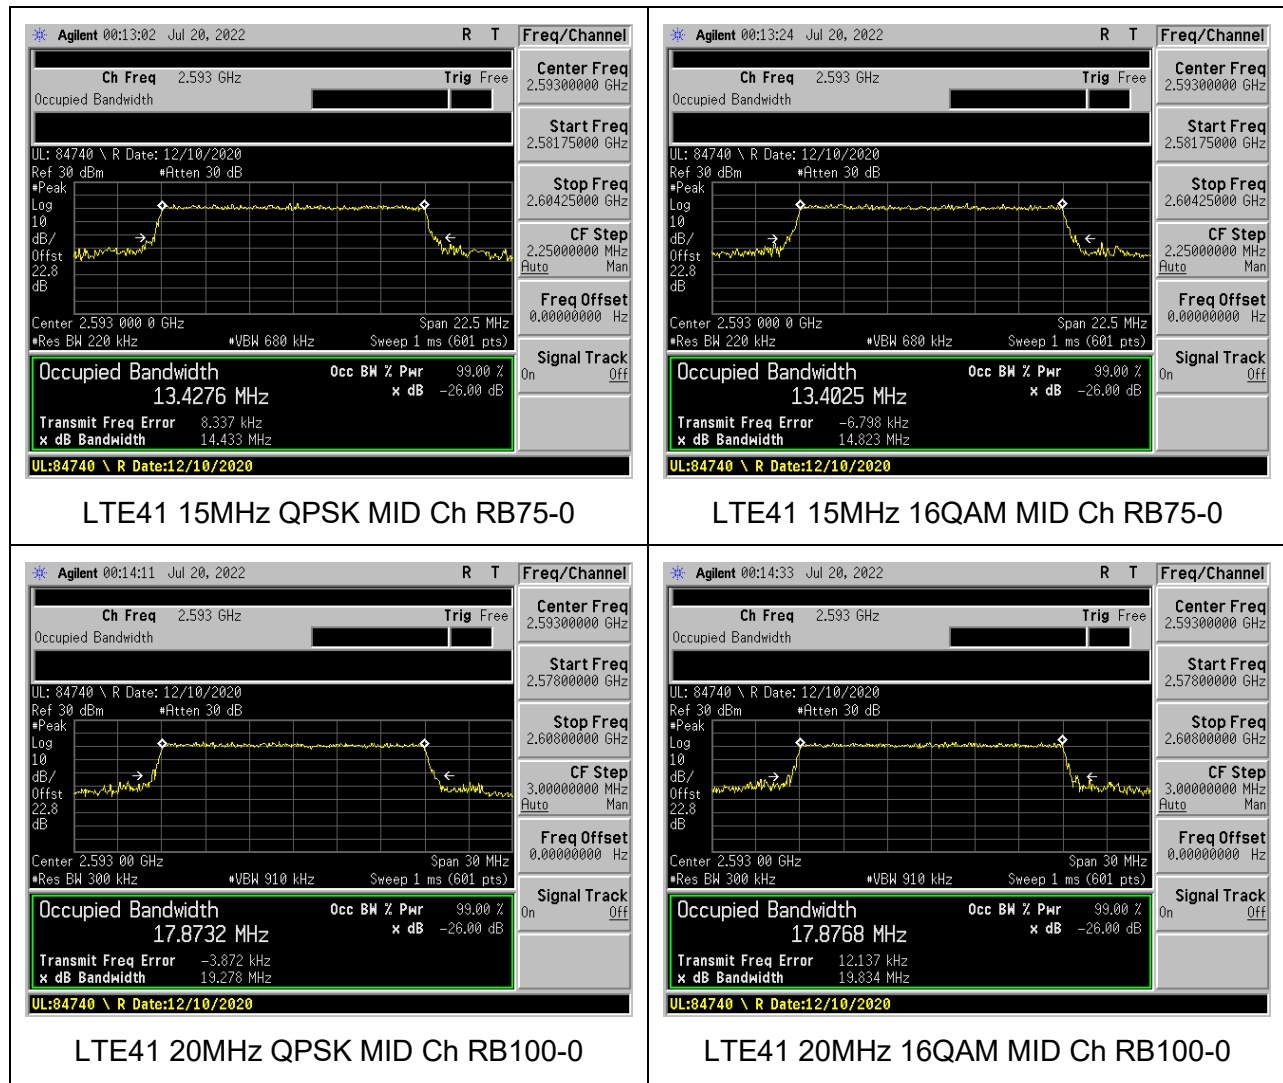 Agilent 00:13:02 Jul 20, 2022 R T Freq/Channel
Ch Freq 2.593 GHz Trig Free
Occupied Bandwidth
Center Freq
2.59300000 GHz
Start Freq
2.58175000 GHz
Stop Freq
2.60425000 GHz
CF Step
2.25000000 MHz
Auto Man
Freq Offset
0.00000000 Hz
Signal Track
On Off
UL: 84740 \ R Date: 12/10/2020
Ref 30 dBm #Atten 30 dB
#Peak
Log
10
dB/
Offst
22.8
dB
Center 2.593 000 0 GHz Span 22.5 MHz
#Res BW 220 kHz #VBW 680 kHz Sweep 1 ms (601 pts)
Occupied Bandwidth Occ BW % Pwr 99.00 %
13.4276 MHz x dB -26.00 dB
Transmit Freq Error 8.337 kHz
x dB Bandwidth 14.433 MHz
UL:84740 \ R Date:12/10/2020
LTE41 15MHz QPSK MID Ch RB75-0
Agilent 00:13:24 Jul 20, 2022 R T Freq/Channel
Ch Freq 2.593 GHz Trig Free
Occupied Bandwidth
Center Freq
2.59300000 GHz
Start Freq
2.58175000 GHz
Stop Freq
2.60425000 GHz
CF Step
2.25000000 MHz
Auto Man
Freq Offset
0.00000000 Hz
Signal Track
On Off
UL: 84740 \ R Date: 12/10/2020
Ref 30 dBm #Atten 30 dB
#Peak
Log
10
dB/
Offst
22.8
dB
Center 2.593 000 0 GHz Span 22.5 MHz
#Res BW 220 kHz #VBW 680 kHz Sweep 1 ms (601 pts)
Occupied Bandwidth Occ BW % Pwr 99.00 %
13.4025 MHz x dB -26.00 dB
Transmit Freq Error -6.798 kHz
x dB Bandwidth 14.823 MHz
UL:84740 \ R Date:12/10/2020
LTE41 15MHz 16QAM MID Ch RB75-0
Agilent 00:14:11 Jul 20, 2022 R T Freq/Channel
Ch Freq 2.593 GHz Trig Free
Occupied Bandwidth
Center Freq
2.59300000 GHz
Start Freq
2.57800000 GHz
Stop Freq
2.60800000 GHz
CF Step
3.00000000 MHz
Auto Man
Freq Offset
0.00000000 Hz
Signal Track
On Off
UL: 84740 \ R Date: 12/10/2020
Ref 30 dBm #Atten 30 dB
#Peak
Log
10
dB/
Offst
22.8
dB
Center 2.593 00 GHz Span 30 MHz
#Res BW 300 kHz #VBW 910 kHz Sweep 1 ms (601 pts)
Occupied Bandwidth Occ BW % Pwr 99.00 %
17.8732 MHz x dB -26.00 dB
Transmit Freq Error -3.872 kHz
x dB Bandwidth 19.278 MHz
UL:84740 \ R Date:12/10/2020
LTE41 20MHz QPSK MID Ch RB100-0
Agilent 00:14:33 Jul 20, 2022 R T Freq/Channel
Ch Freq 2.593 GHz Trig Free
Occupied Bandwidth
Center Freq
2.59300000 GHz
Start Freq
2.57800000 GHz
Stop Freq
2.60800000 GHz
CF Step
3.00000000 MHz
Auto Man
Freq Offset
0.00000000 Hz
Signal Track
On Off
UL: 84740 \ R Date: 12/10/2020
Ref 30 dBm #Atten 30 dB
#Peak
Log
10
dB/
Offst
22.8
dB
Center 2.593 00 GHz Span 30 MHz
#Res BW 300 kHz #VBW 910 kHz Sweep 1 ms (601 pts)
Occupied Bandwidth Occ BW % Pwr 99.00 %
17.8768 MHz x dB -26.00 dB
Transmit Freq Error 12.137 kHz
x dB Bandwidth 19.834 MHz
UL:84740 \ R Date:12/10/2020
LTE41 20MHz 16QAM MID Ch RB100-0